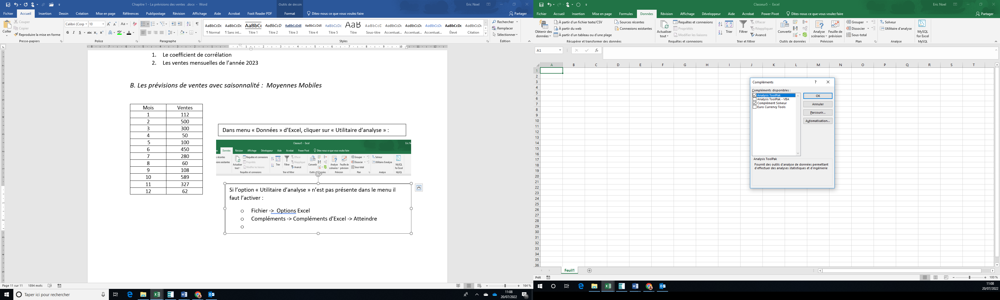 Chapitre 1 - La prévisions des ventes .docx - Word
Outils de dessin
Eric Noel
Fichier Accueil Insertion Dessin Création Mise en page Références Publipostage Révision Affichage Aide Acrobat Foxit Reader PDF Format Dites-nous ce que vous voulez faire Partager
Coller
Couper
Copier
Reproduire la mise en forme
Presse-papiers
Calibri (Corp 10
Police
Paragraphe
¶ Normal ¶ Sans int... Titre 1 Titre 2 Titre 3 Titre 4 Titre 5 Titre Sous-titre Accentuat... Accentuat... Accentuat... Élevé Citation
Styles
Rechercher
Remplacer
Sélectionner
Édition
1. Le coefficient de corrélation
2. Les ventes mensuelles de l’année 2023
B. Les prévisions de ventes avec saisonnalité : Moyennes Mobiles
Mois Ventes
1 112
2 500
3 300
4 50
5 100
6 450
7 280
8 60
9 108
10 589
11 327
12 62
Dans menu « Données » d’Excel, cliquer sur « Utilitaire d’analyse » :
Classeur5 - Excel
Données Révision Affichage Développeur Aide Acrobat Power Pivot Dites-nous ce que vous voulez faire
Requêtes et connexions
Propriétés
Modifier les liaisons
Actualiser tout
Requêtes et connexions
Trier
Filtrer
Effacer
Réappliquer
Avancé
Trier et filtrer
Convertir
Analyse scénarios
Feuille de prévision
Prévision
Grouper
Dissocier
Sous-total
Plan
Solveur
Utilitaire d'analyse
Analyse
MySQL for Excel
MySQL
Si l’option « Utilitaire d’analyse » n’est pas présente dans le menu il
faut l’activer :
Fichier -> Options Excel
Compléments -> Compléments d’Excel -> Atteindre
Page 11 sur 11 1894 mots
164 %
Taper ici pour rechercher
11:08
20/07/2022
Classeur5 - Excel
Eric Noel
Fichier Accueil Insertion Mise en page Formules Données Révision Affichage Développeur Aide Acrobat Power Pivot Dites-nous ce que vous voulez faire Partager
Obtenir des données
À partir d'un fichier texte/CSV
À partir du web
À partir d'un tableau ou d'une plage
Sources récentes
Connexions existantes
Récupérer et transformer des données
Actualiser tout
Requêtes et connexions
Propriétés
Modifier les liaisons
Requêtes et connexions
Trier
Filtrer
Effacer
Réappliquer
Avancé
Trier et filtrer
Convertir
Outils de données
Analyse scénarios
Feuille de prévision
Prévision
Grouper
Dissocier
Sous-total
Plan
Solveur
Utilitaire d'analyse
Analyse
MySQL for Excel
MySQL
A1
A B C D E F G H I J K L M N O P Q R S T
1
2
3
4
5
6
7
8
9
10
11
12
13
14
15
16
17
18
19
20
21
22
23
24
25
26
27
28
29
30
31
32
33
34
35
36
Compléments ?
Compléments disponibles :
Analysis ToolPak
Analysis ToolPak - VBA
Complément Solveur
Euro Currency Tools
OK
Annuler
Parcourir...
Automatisation...
Analysis ToolPak
Fournit des outils d'analyse de données permettant
d'effectuer des analyses statistiques et d'ingénierie
Feuil1
Prêt
100 %
11:08
20/07/2022